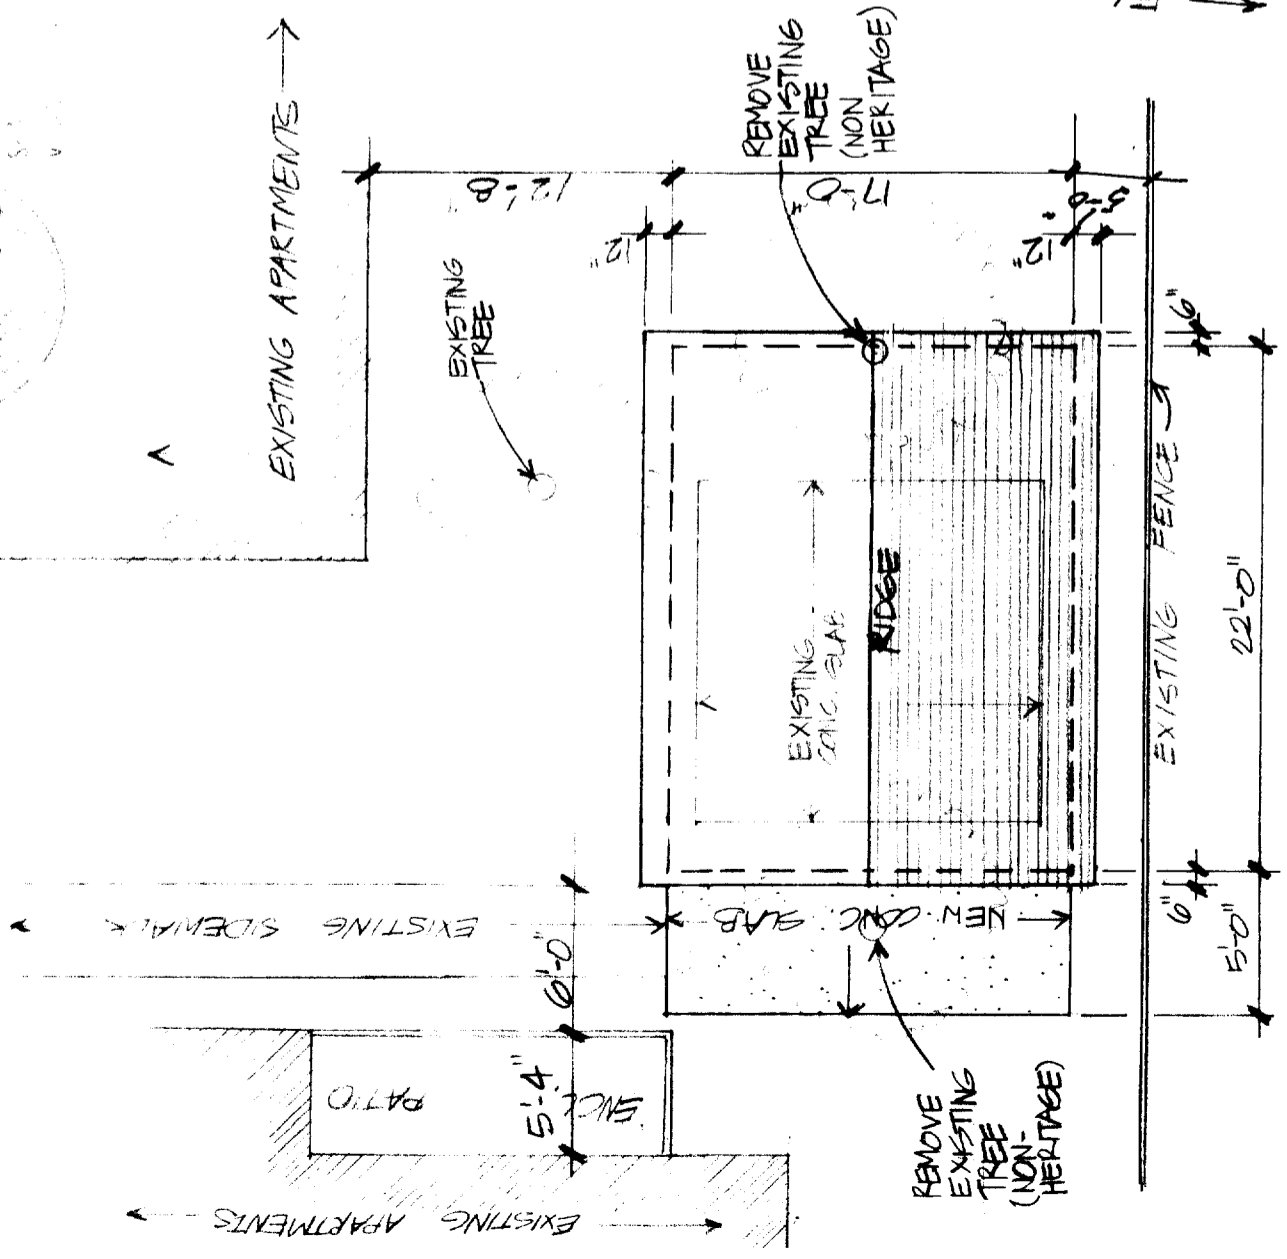 EXISTING APARTMENTS
12'-8"
REMOVE
EXISTING
TREE
(NON
HERITAGE)
17'-0"
5'-0"
12"
12"
EXISTING
TREE
6"
EXISTING
CONC. SLAB
RIDGE
EXISTING FENCE
22'-0"
6"
5'-0"
EXISTING SIDEWALK
NEW CONC. SLAB
6'-0"
5'-4"
ENCL. PATIO
REMOVE
EXISTING
TREE
(NON-
HERITAGE)
EXISTING APARTMENTS